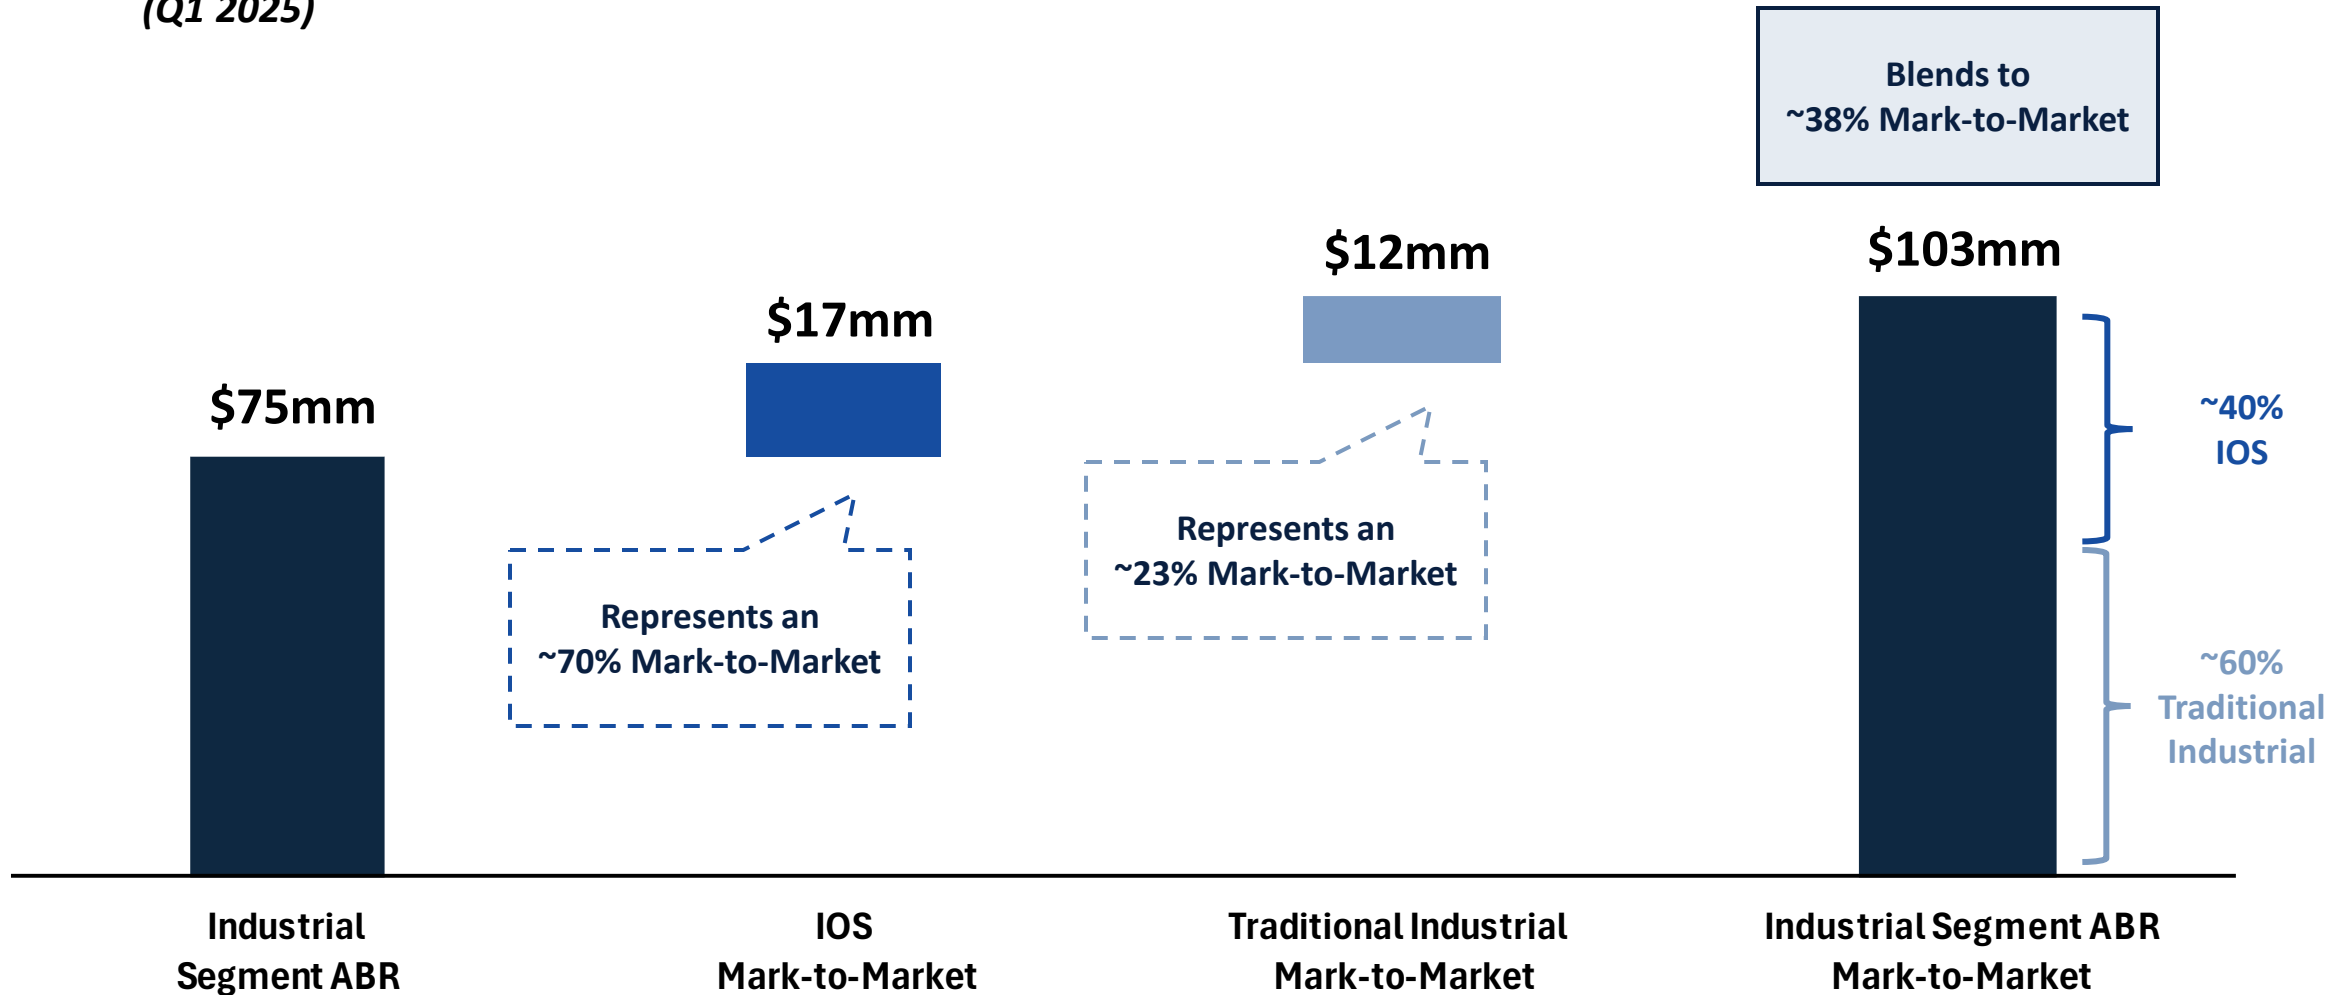 (Q1 2025)
Blends to
~38% Mark-to-Market
$75mm
$17mm
$12mm
$103mm
Represents an
~70% Mark-to-Market
Represents an
~23% Mark-to-Market
~40%
IOS
~60%
Traditional
Industrial
Industrial
Segment ABR
IOS
Mark-to-Market
Traditional Industrial
Mark-to-Market
Industrial Segment ABR
Mark-to-Market